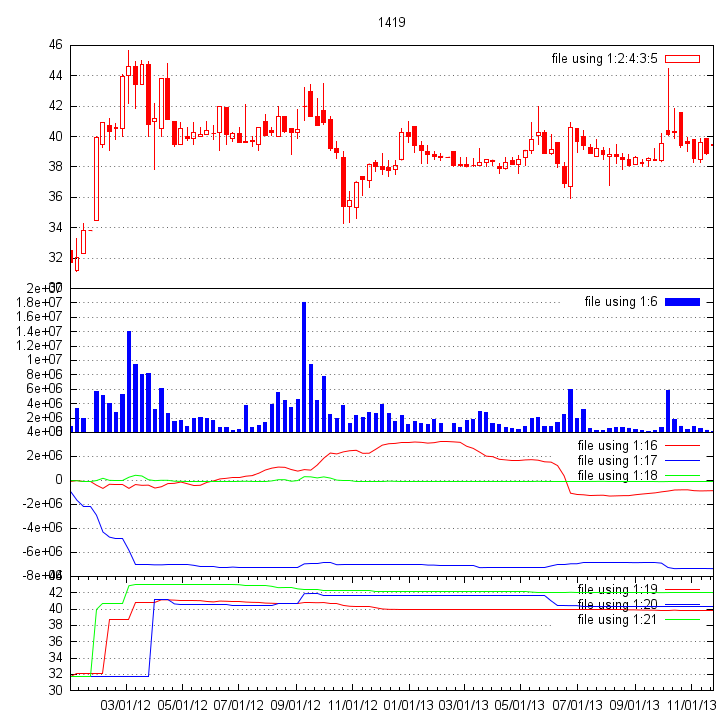 1419
46
file using 1:2:4:3:5
44
42
40
38
36
34
32
30
2e+07
file using 1:6
1.8e+07
1.6e+07
1.4e+07
1.2e+07
1e+07
8e+06
6e+06
4e+06
2e+06
0
4e+06
file using 1:16
2e+06
file using 1:17
file using 1:18
0
-2e+06
-4e+06
-6e+06
-8e+06
44
file using 1:19
42
file using 1:20
40
file using 1:21
38
36
34
32
30
03/01/12 05/01/12 07/01/12 09/01/12 11/01/12 01/01/13 03/01/13 05/01/13 07/01/13 09/01/13 11/01/13